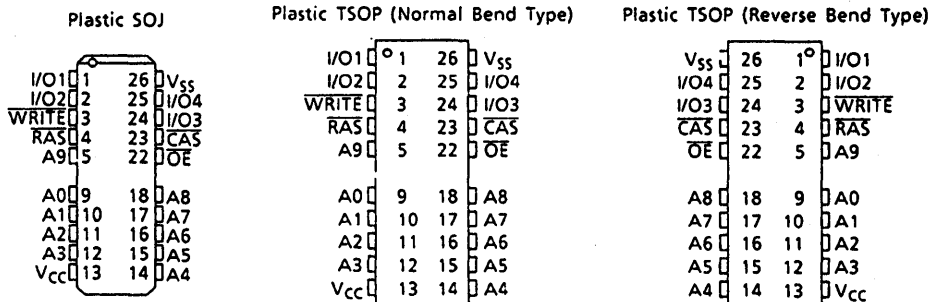 Plastic SOJ
I/O1 1 26 VSS
I/O2 2 25 I/O4
WRITE 3 24 I/O3
RAS 4 23 CAS
A9 5 22 OE
A0 9 18 A8
A1 10 17 A7
A2 11 16 A6
A3 12 15 A5
VCC 13 14 A4
Plastic TSOP (Normal Bend Type)
I/O1 1 26 VSS
I/O2 2 25 I/O4
WRITE 3 24 I/O3
RAS 4 23 CAS
A9 5 22 OE
A0 9 18 A8
A1 10 17 A7
A2 11 16 A6
A3 12 15 A5
VCC 13 14 A4
Plastic TSOP (Reverse Bend Type)
VSS 26 1 I/O1
I/O4 25 2 I/O2
I/O3 24 3 WRITE
CAS 23 4 RAS
OE 22 5 A9
A8 18 9 A0
A7 17 10 A1
A6 16 11 A2
A5 15 12 A3
A4 14 13 VCC